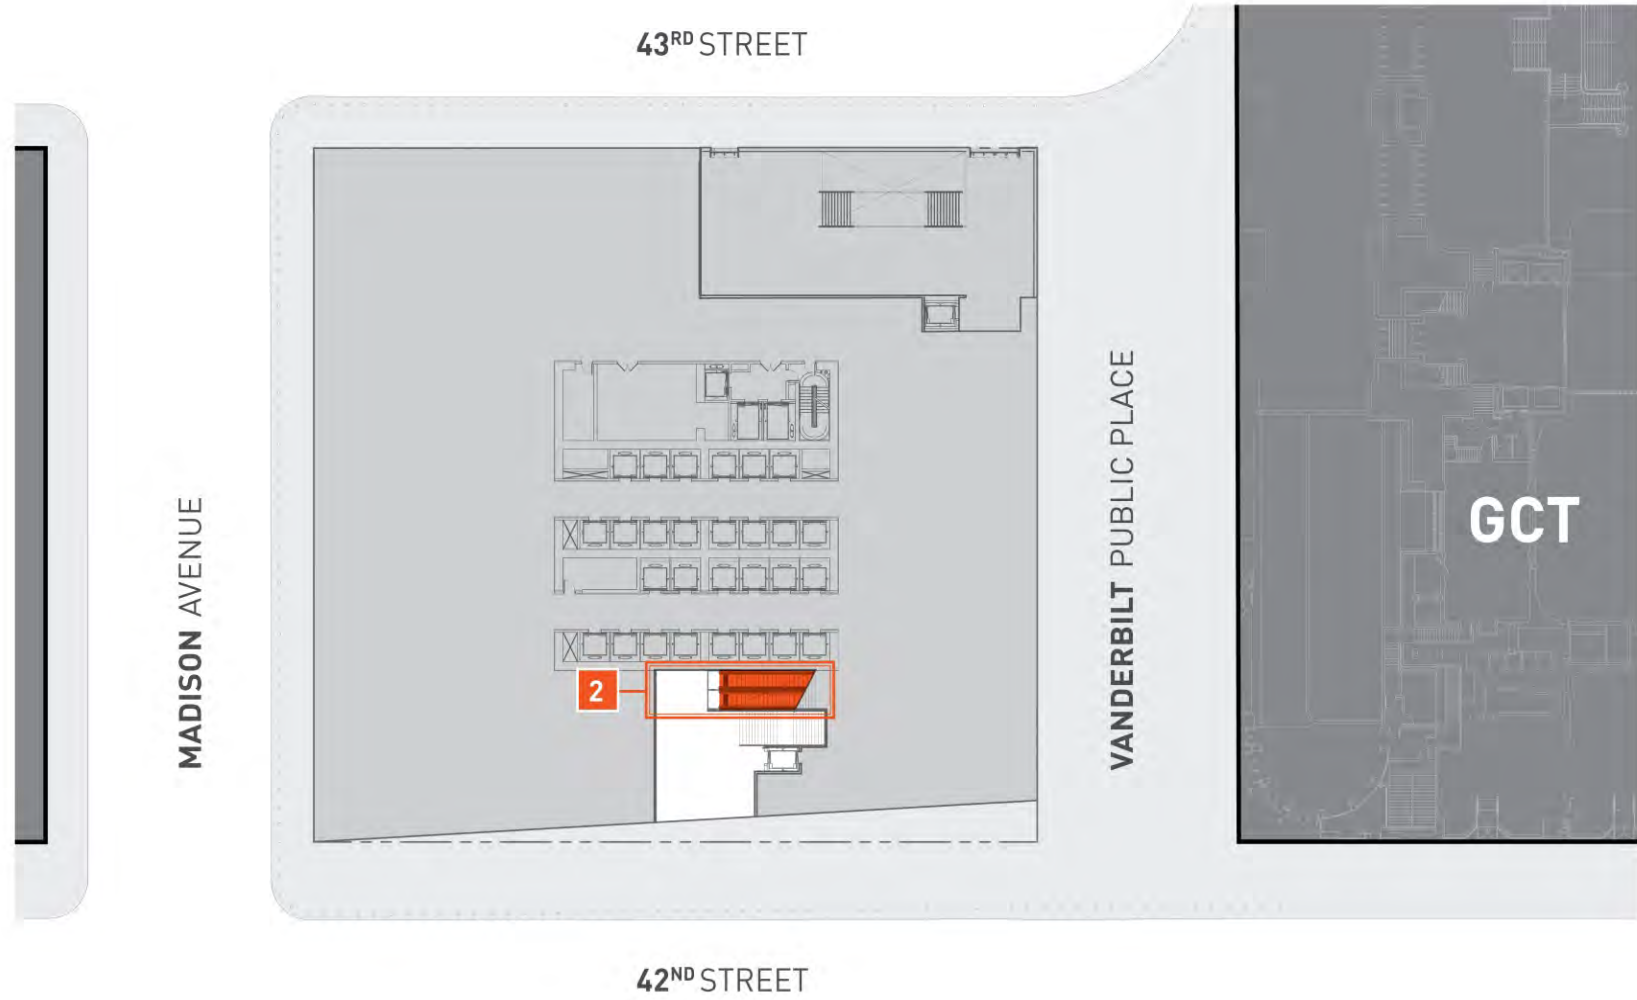 43RD STREET
MADISON AVENUE
VANDERBILT PUBLIC PLACE
GCT
2
42ND STREET